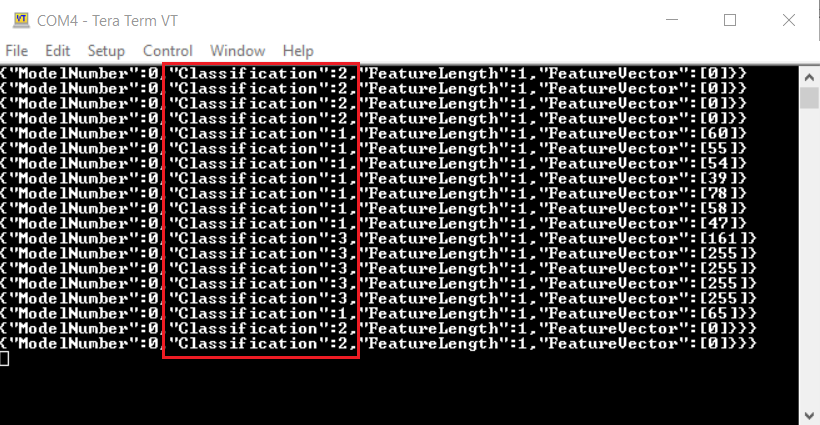 COM4 - Tera Term VT
File Edit Setup Control Window Help
{"ModelNumber":0,"Classification":2,"FeatureLength":1,"FeatureVector":[0]}}
{"ModelNumber":0,"Classification":2,"FeatureLength":1,"FeatureVector":[0]}}
{"ModelNumber":0,"Classification":2,"FeatureLength":1,"FeatureVector":[0]}}
{"ModelNumber":0,"Classification":2,"FeatureLength":1,"FeatureVector":[0]}}
{"ModelNumber":0,"Classification":1,"FeatureLength":1,"FeatureVector":[60]}
{"ModelNumber":0,"Classification":1,"FeatureLength":1,"FeatureVector":[55]}
{"ModelNumber":0,"Classification":1,"FeatureLength":1,"FeatureVector":[54]}
{"ModelNumber":0,"Classification":1,"FeatureLength":1,"FeatureVector":[39]}
{"ModelNumber":0,"Classification":1,"FeatureLength":1,"FeatureVector":[78]}
{"ModelNumber":0,"Classification":1,"FeatureLength":1,"FeatureVector":[58]}
{"ModelNumber":0,"Classification":1,"FeatureLength":1,"FeatureVector":[47]}
{"ModelNumber":0,"Classification":3,"FeatureLength":1,"FeatureVector":[161]}
{"ModelNumber":0,"Classification":3,"FeatureLength":1,"FeatureVector":[255]}
{"ModelNumber":0,"Classification":3,"FeatureLength":1,"FeatureVector":[255]}
{"ModelNumber":0,"Classification":3,"FeatureLength":1,"FeatureVector":[255]}
{"ModelNumber":0,"Classification":3,"FeatureLength":1,"FeatureVector":[255]}
{"ModelNumber":0,"Classification":1,"FeatureLength":1,"FeatureVector":[65]}
{"ModelNumber":0,"Classification":2,"FeatureLength":1,"FeatureVector":[0]}}}
{"ModelNumber":0,"Classification":2,"FeatureLength":1,"FeatureVector":[0]}}}